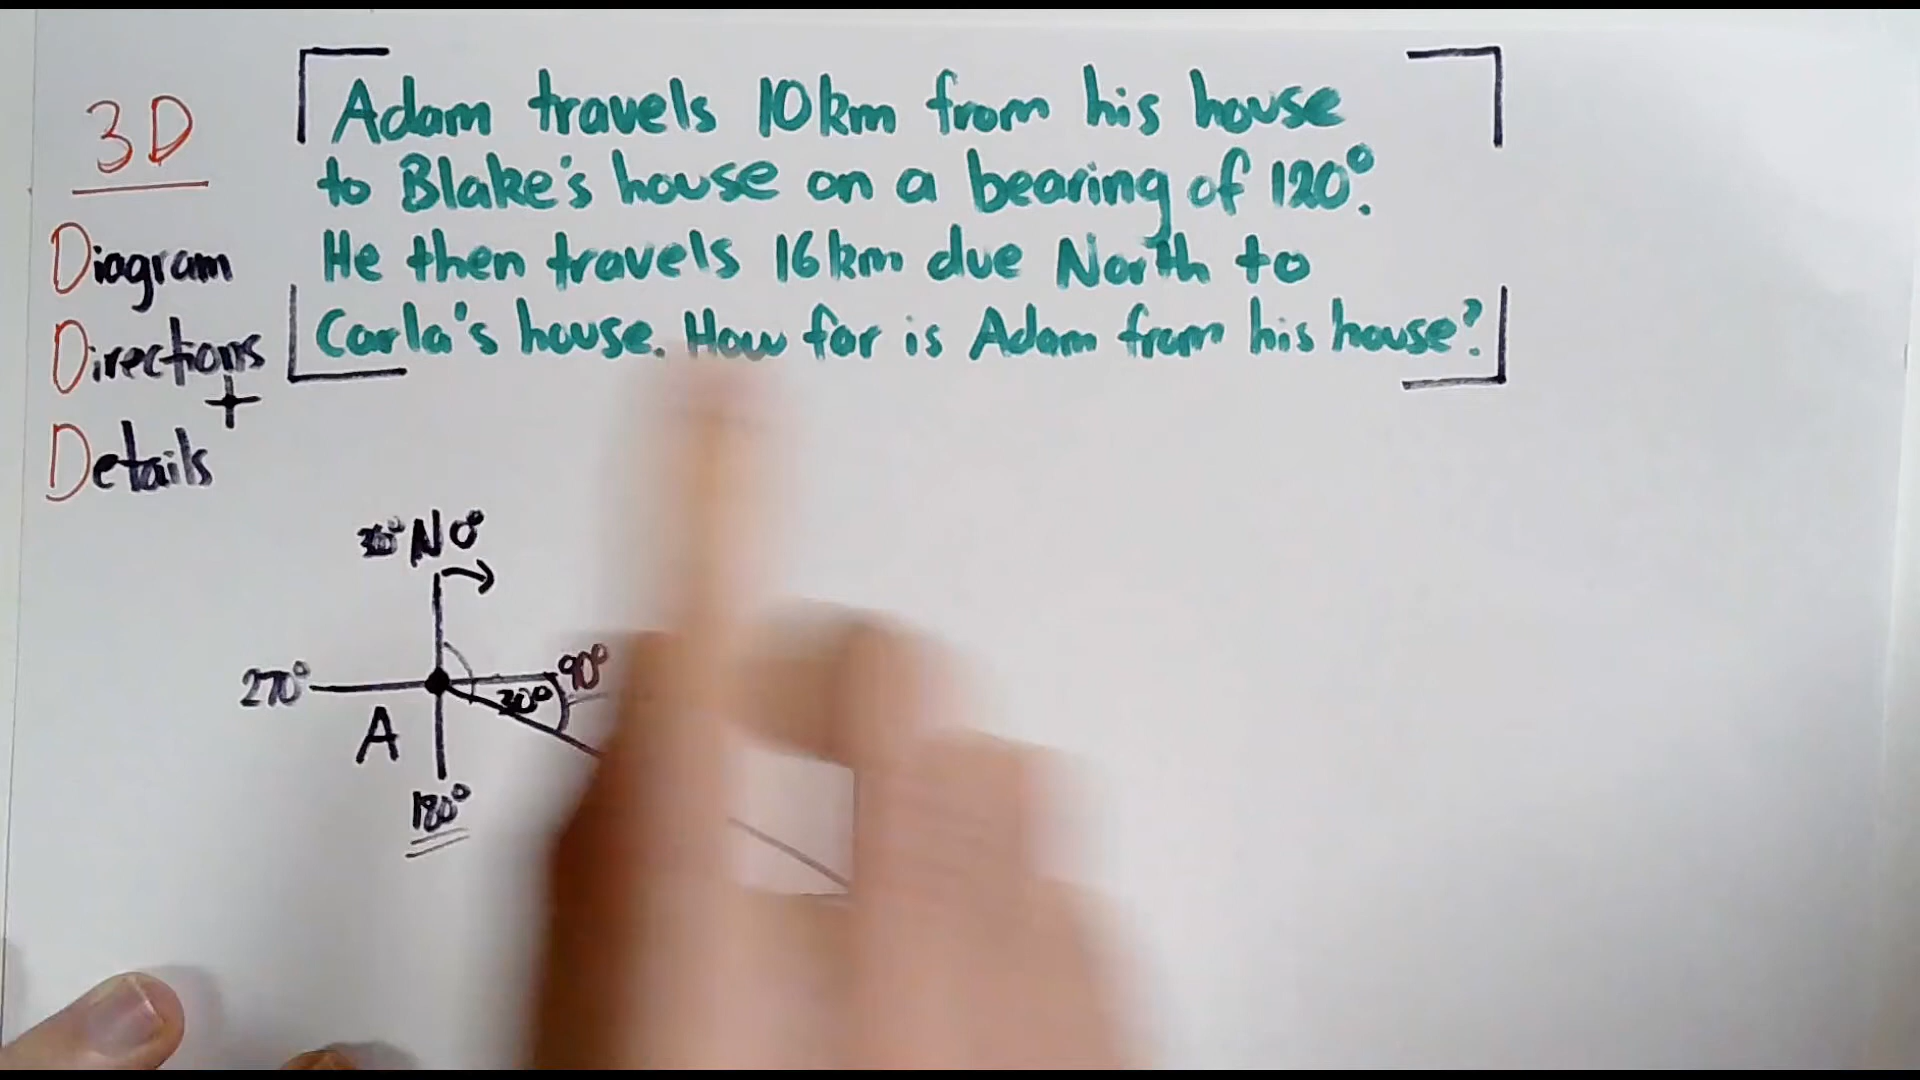 3D
Diagram
Directions
+
Details
Adam travels 10km from his house
to Blake's house on a bearing of 120°.
He then travels 16km due North to
Carla's house. How far is Adam from his house?
N 0°
270°
90°
30°
A
180°